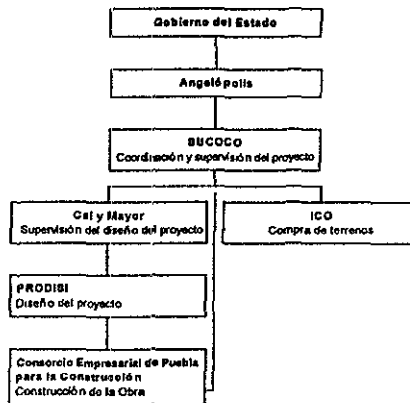 Gobierno del Estado
Angelópolis
SUCOCO
Coordinación y supervisión del proyecto
Cal y Mayor
Supervisión del diseño del proyecto
ICO
Compra de terrenos
PRODISI
Diseño del proyecto
Consorcio Empresarial de Puebla
para la Construcción
Construcción de la Obra